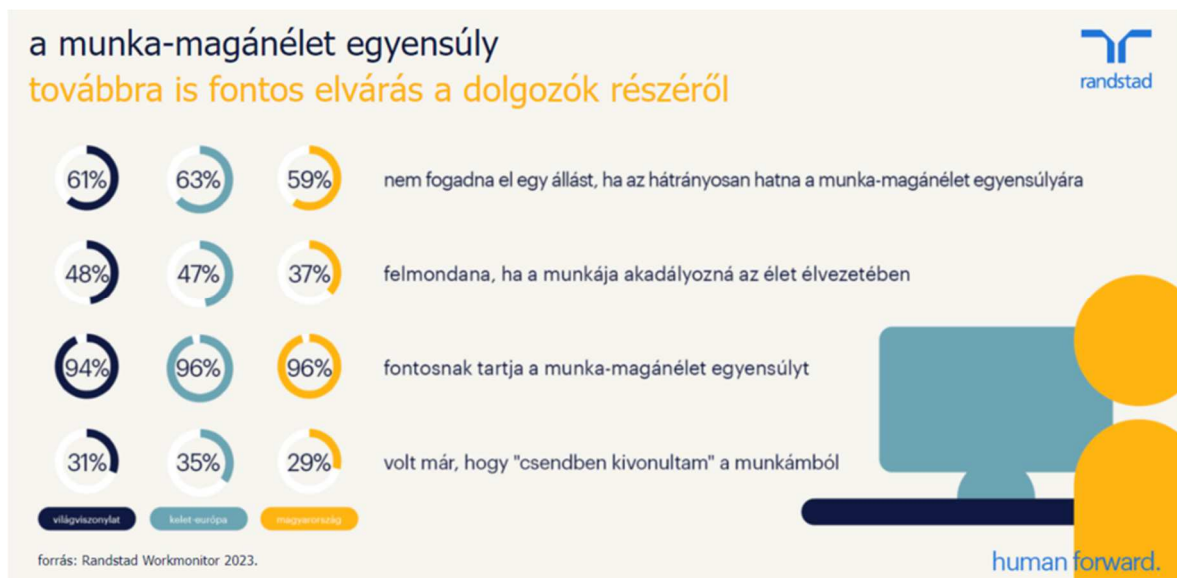 a munka-magánélet egyensúly
továbbra is fontos elvárás a dolgozók részéről
randstad
61% 63% 59% nem fogadna el egy állást, ha az hátrányosan hatna a munka-magánélet egyensúlyára
48% 47% 37% felmondana, ha a munkája akadályozná az élet élvezetében
94% 96% 96% fontosnak tartja a munka-magánélet egyensúlyt
31% 35% 29% volt már, hogy "csendben kivonultam" a munkámból
világviszonylat kelet-európa magyarország
forrás: Randstad Workmonitor 2023.
human forward.